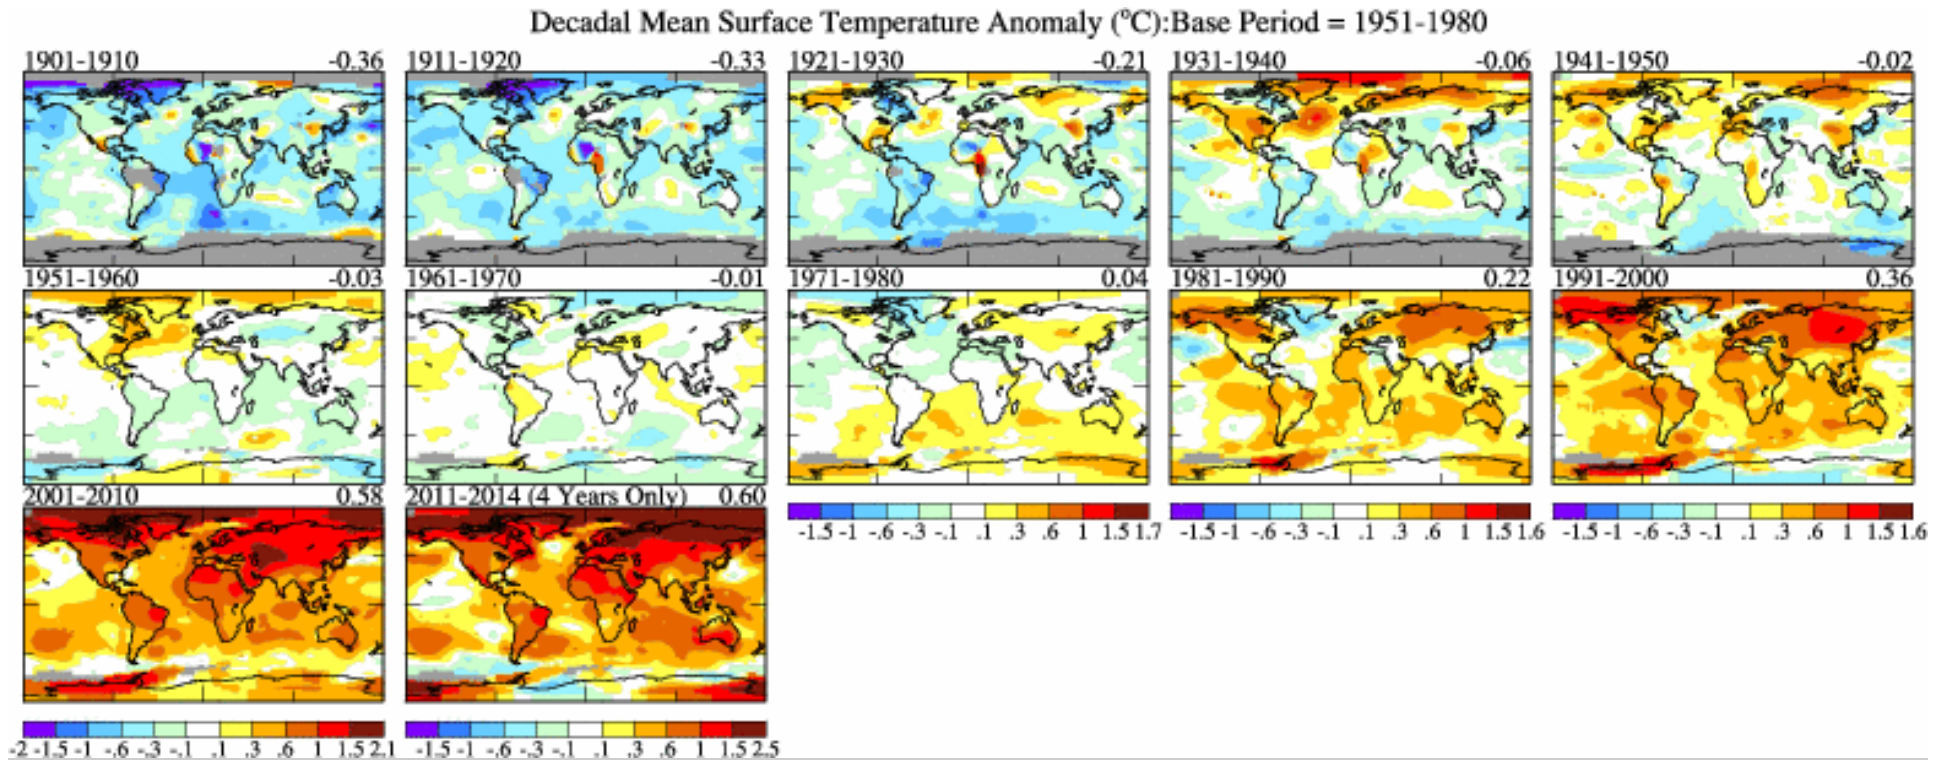 Decadal Mean Surface Temperature Anomaly (°C):Base Period = 1951-1980
1901-1910 -0.36 1911-1920 -0.33 1921-1930 -0.21 1931-1940 -0.06 1941-1950 -0.02
1951-1960 -0.03 1961-1970 -0.01 1971-1980 0.04 1981-1990 0.22 1991-2000 0.36
2001-2010 0.58 2011-2014 (4 Years Only) 0.60
-1.5 -1 -.6 -.3 -.1 .1 .3 .6 1 1.5 1.7 -1.5 -1 -.6 -.3 -.1 .1 .3 .6 1 1.5 1.6 -1.5 -1 -.6 -.3 -.1 .1 .3 .6 1 1.5 1.6
-2 -1.5 -1 -.6 -.3 -.1 .1 .3 .6 1 1.5 2.1 -1.5 -1 -.6 -.3 -.1 .1 .3 .6 1 1.5 2.5